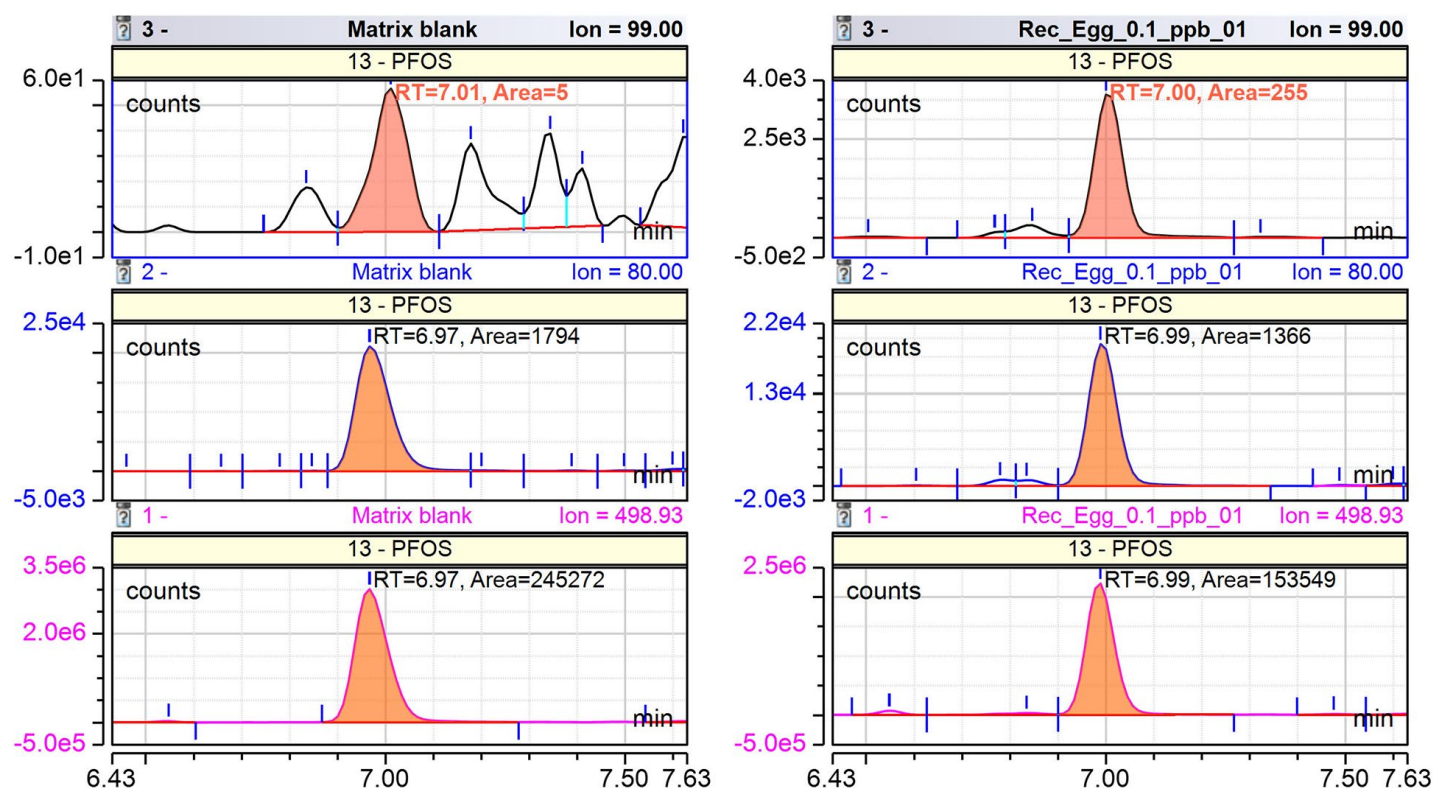 3 - Matrix blank Ion = 99.00
13 - PFOS
6.0e1
counts
RT=7.01, Area=5
min
-1.0e1
2 - Matrix blank Ion = 80.00
13 - PFOS
2.5e4
counts
RT=6.97, Area=1794
min
-5.0e3
1 - Matrix blank Ion = 498.93
13 - PFOS
3.5e6
counts
RT=6.97, Area=245272
2.0e6
min
-5.0e5
6.43 7.00 7.50 7.63
3 - Rec_Egg_0.1_ppb_01 Ion = 99.00
13 - PFOS
4.0e3
counts
RT=7.00, Area=255
2.5e3
min
-5.0e2
2 - Rec_Egg_0.1_ppb_01 Ion = 80.00
13 - PFOS
2.2e4
counts
RT=6.99, Area=1366
1.3e4
min
-2.0e3
1 - Rec_Egg_0.1_ppb_01 Ion = 498.93
13 - PFOS
2.5e6
counts
RT=6.99, Area=153549
min
-5.0e5
6.43 7.00 7.50 7.63